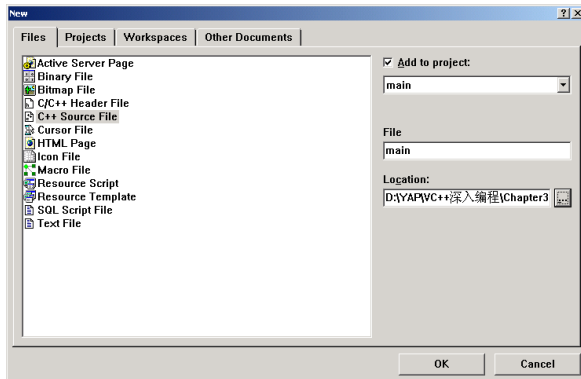 New
Files Projects Workspaces Other Documents
Active Server Page
Binary File
Bitmap File
C/C++ Header File
C++ Source File
Cursor File
HTML Page
Icon File
Macro File
Resource Script
Resource Template
SQL Script File
Text File
Add to project:
main
File
main
Location:
D:\YAP\VC++深入编程\Chapter3
...
OK Cancel